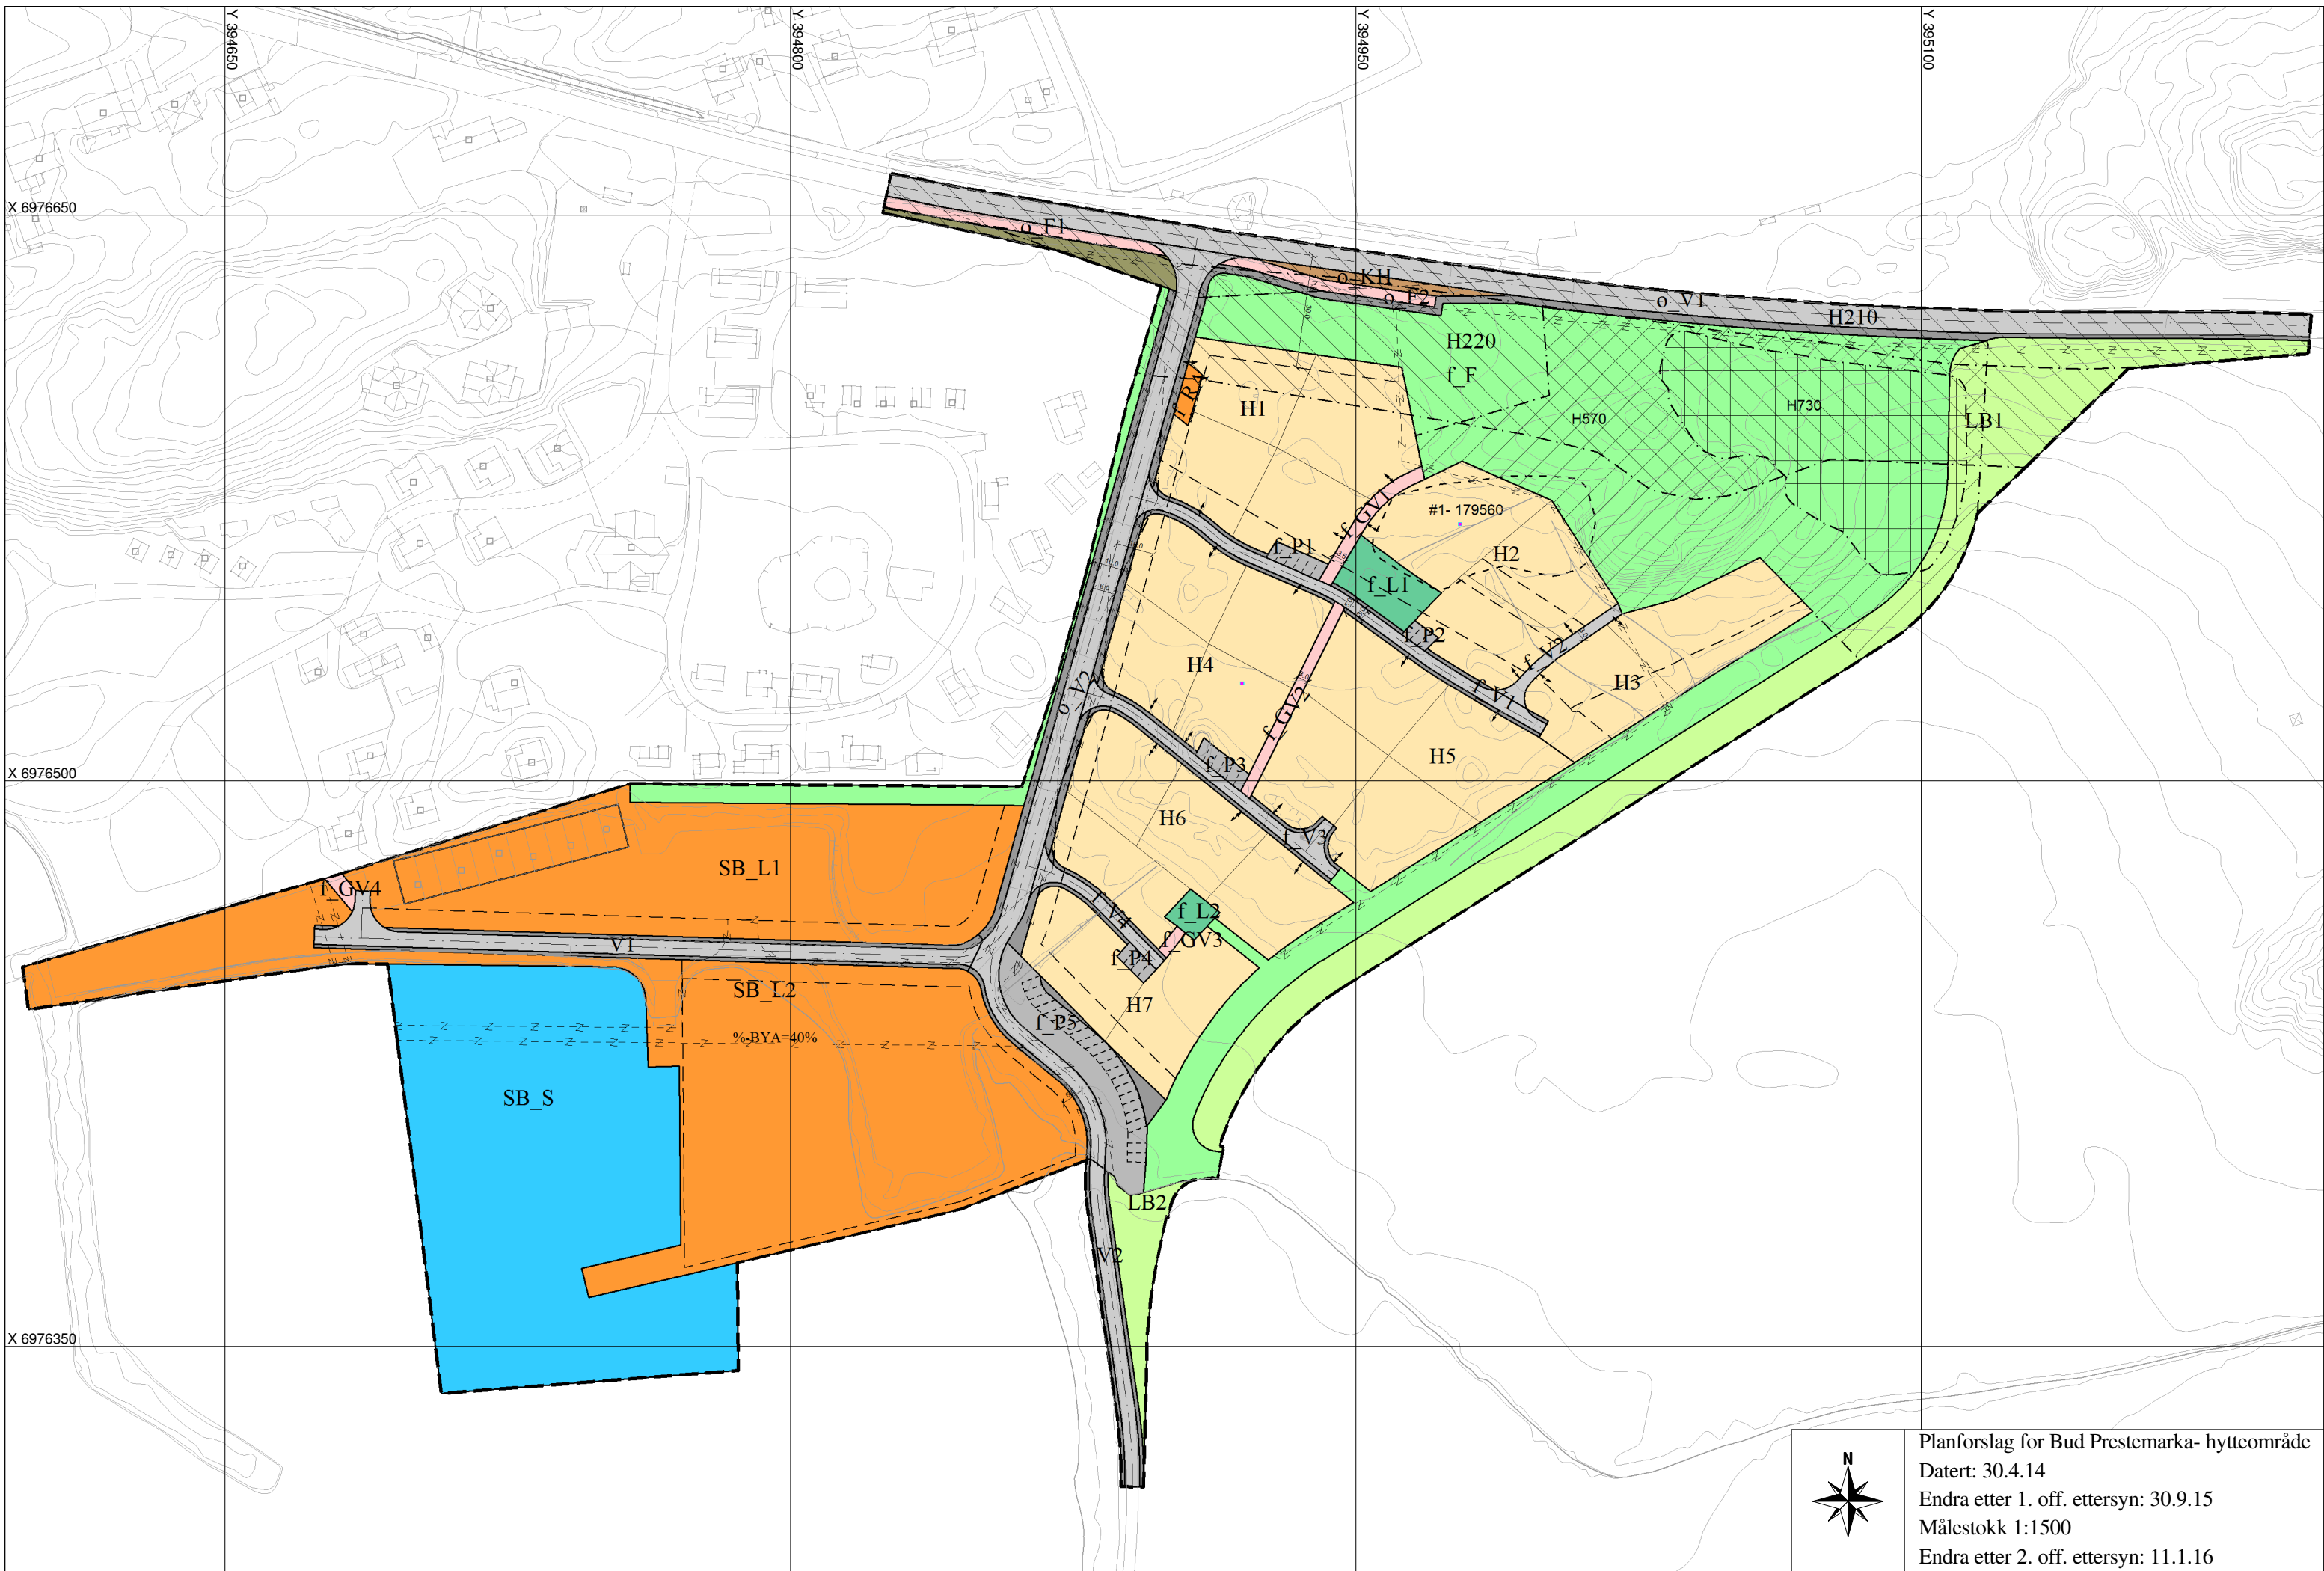 Y 394650
Y 394800
Y 394950
Y 395100
X 6976650
o_F1
o_KH
o_F2
o_V1
H210
H220
f_F
f_RA
H1
H570
H730
LB1
f_GV1
#1- 179560
f_P1
H2
f_L1
f_P2
H4
f_V2
H3
o_V2
f_V1
f_GV2
H5
X 6976500
f_P3
H6
f_V3
SB_L1
f_GV4
f_V4
f_L2
V1
f_GV3
f_P4
SB_L2
H7
f_P5
%-BYA=40%
SB_S
LB2
V2
X 6976350
N
Planforslag for Bud Prestemarka- hytteområde
Datert: 30.4.14
Endra etter 1. off. ettersyn: 30.9.15
Målestokk 1:1500
Endra etter 2. off. ettersyn: 11.1.16